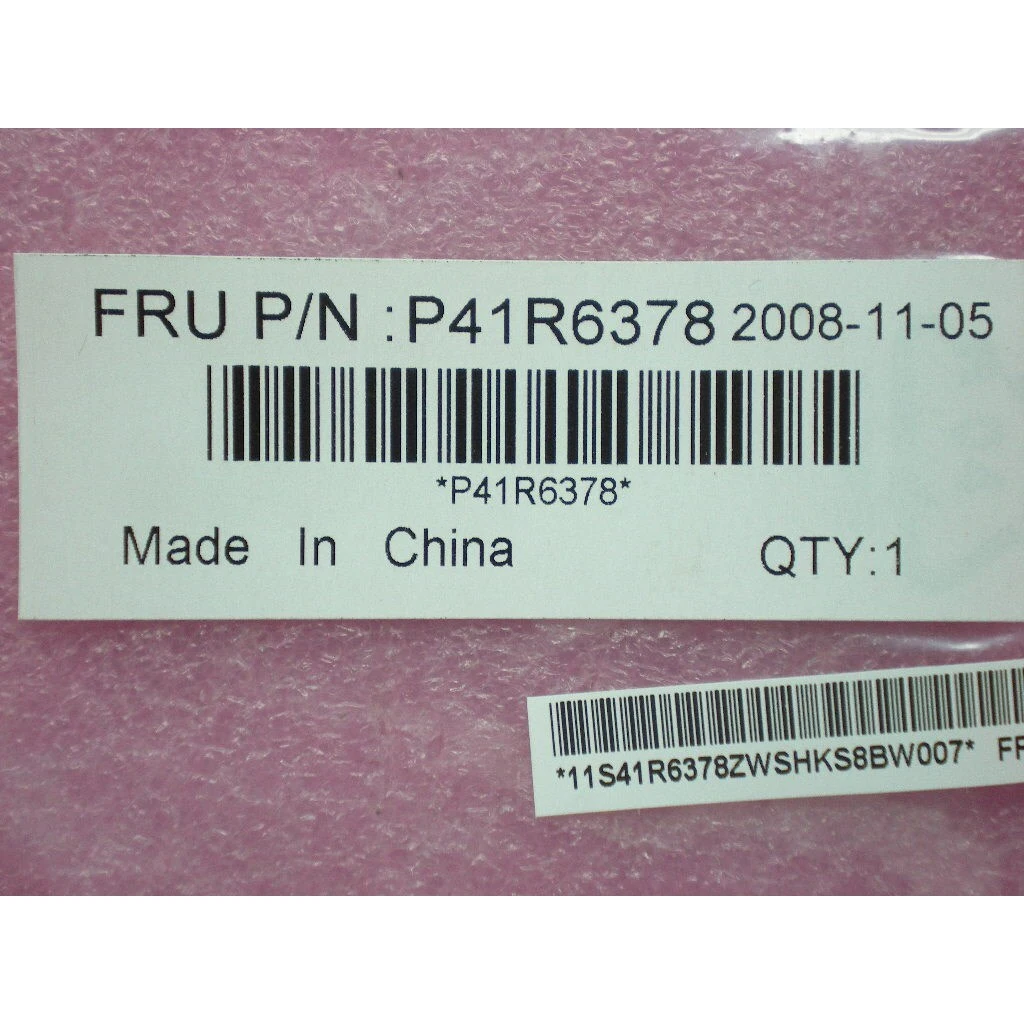 FRU P/N :P41R6378 2008-11-05
*P41R6378*
Made In China QTY:1
*11S41R6378ZWSHKS8BW007*